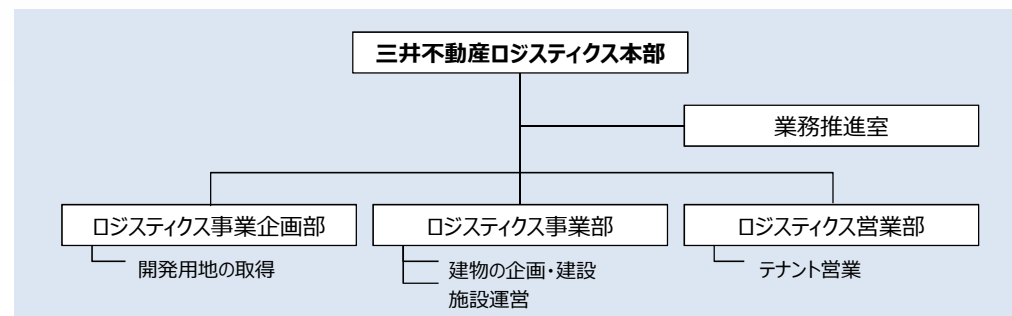 三井不動産ロジスティクス本部
業務推進室
ロジスティクス事業企画部
ロジスティクス事業部
ロジスティクス営業部
開発用地の取得
建物の企画・建設
施設運営
テナント営業